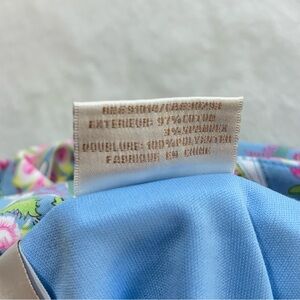 EXTERIEUR: 97% COTON
3% SPANDEX
DOUBLURE: 100% POLYESTER
FABRIQUE EN CHINE